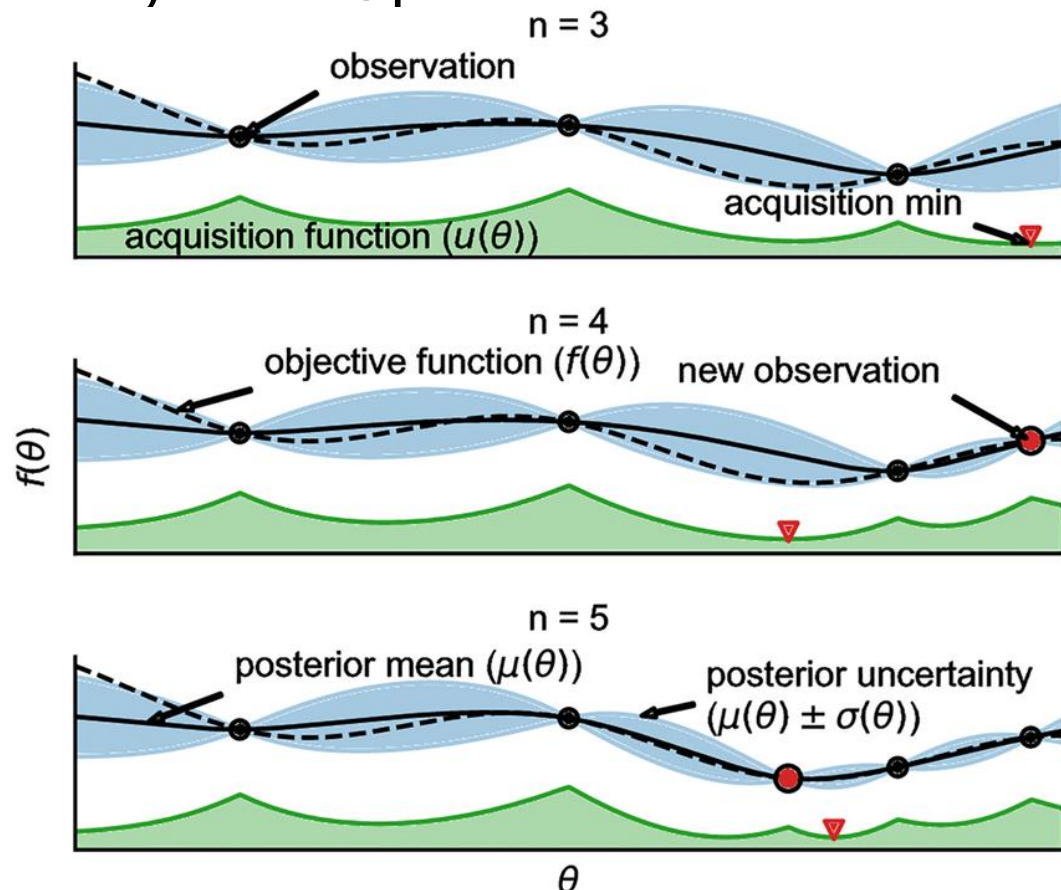 n = 3
observation
acquisition min
acquisition function (u(θ))
n = 4
objective function (f(θ))
new observation
f(θ)
n = 5
posterior mean (μ(θ))
posterior uncertainty
(μ(θ) ± σ(θ))
θ